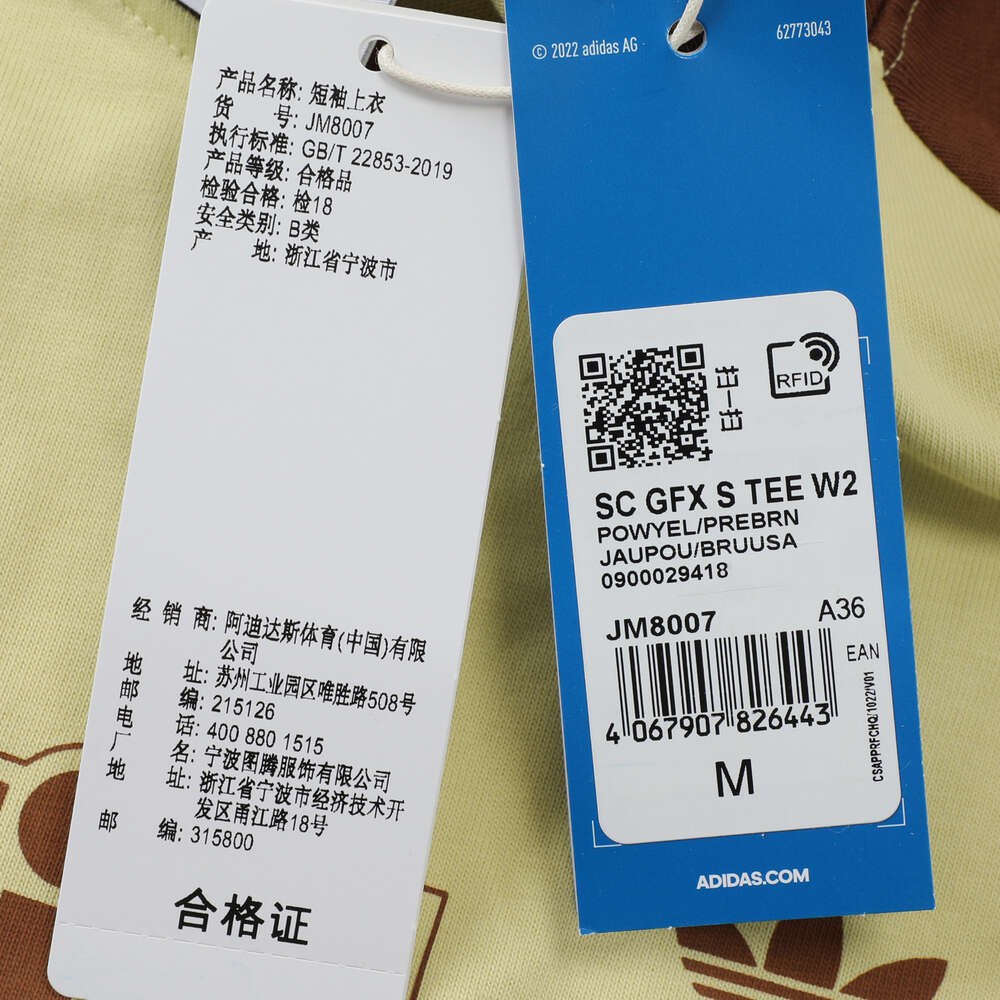 产品名称: 短袖上衣
货 号: JM8007
执行标准: GB/T 22853-2019
产品等级: 合格品
检验合格: 检18
安全类别: B类
产 地: 浙江省宁波市
经 销 商: 阿迪达斯体育(中国)有限
公司
地 址: 苏州工业园区唯胜路508号
邮 编: 215126
电 话: 400 880 1515
厂 名: 宁波图腾服饰有限公司
地 址: 浙江省宁波市经济技术开
发区甬江路18号
邮 编: 315800
合格证
© 2022 adidas AG
62773043
扫一扫
RFID
SC GFX S TEE W2
POWYEL/PREBRN
JAUPOU/BRUUSA
0900029418
JM8007
A36
EAN
4 067907 826443
CSAPPRFCHQ/1022/V01
M
ADIDAS.COM